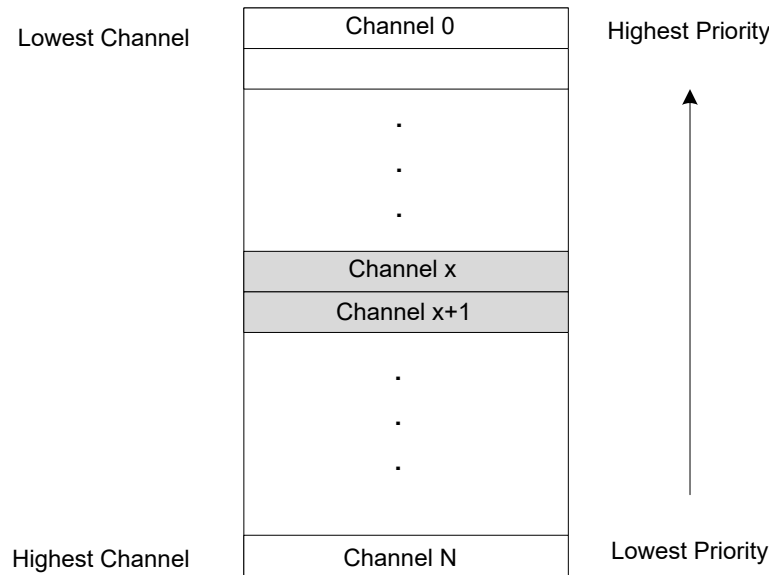 Lowest Channel
Channel 0
Highest Priority
.
.
.
Channel x
Channel x+1
.
.
.
Highest Channel
Channel N
Lowest Priority